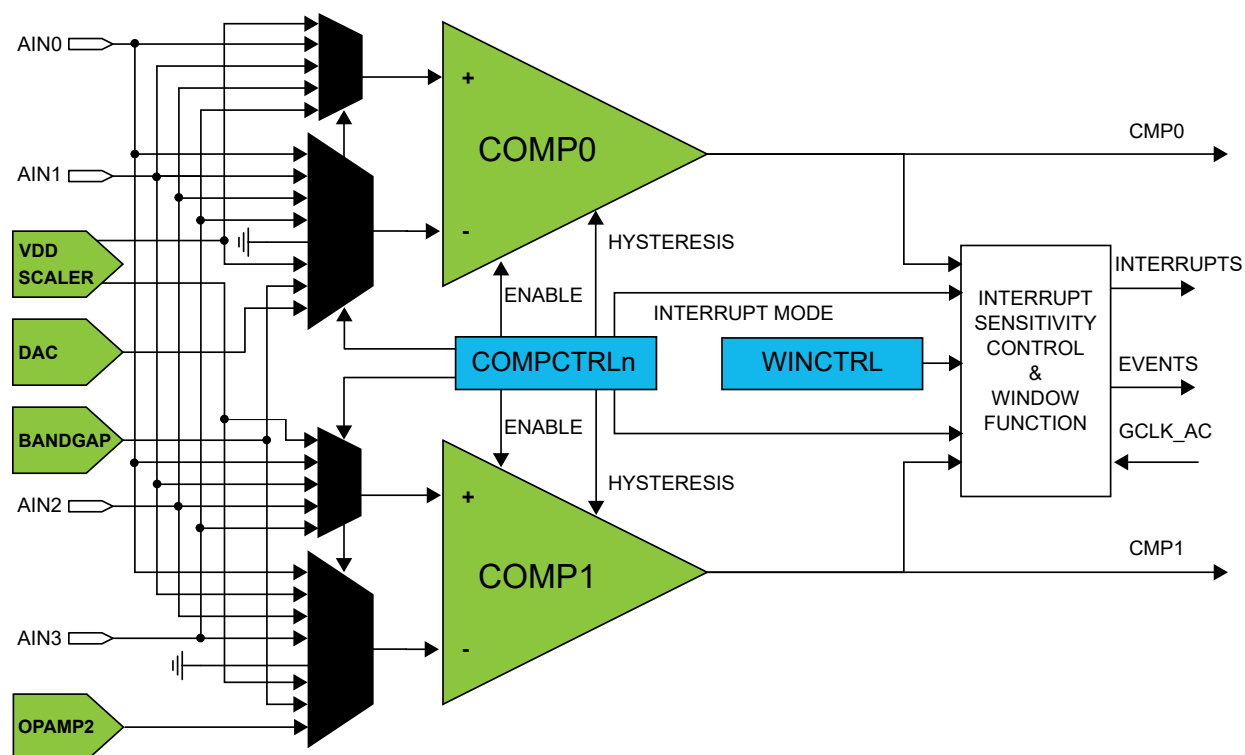 AIN0
+
COMP0
CMP0
AIN1
-
VDD
SCALER
HYSTERESIS
ENABLE
INTERRUPT MODE
INTERRUPT
SENSITIVITY
CONTROL
&
WINDOW
FUNCTION
INTERRUPTS
DAC
COMPCTRLn
WINCTRL
EVENTS
BANDGAP
ENABLE
GCLK_AC
HYSTERESIS
AIN2
+
COMP1
CMP1
AIN3
-
OPAMP2